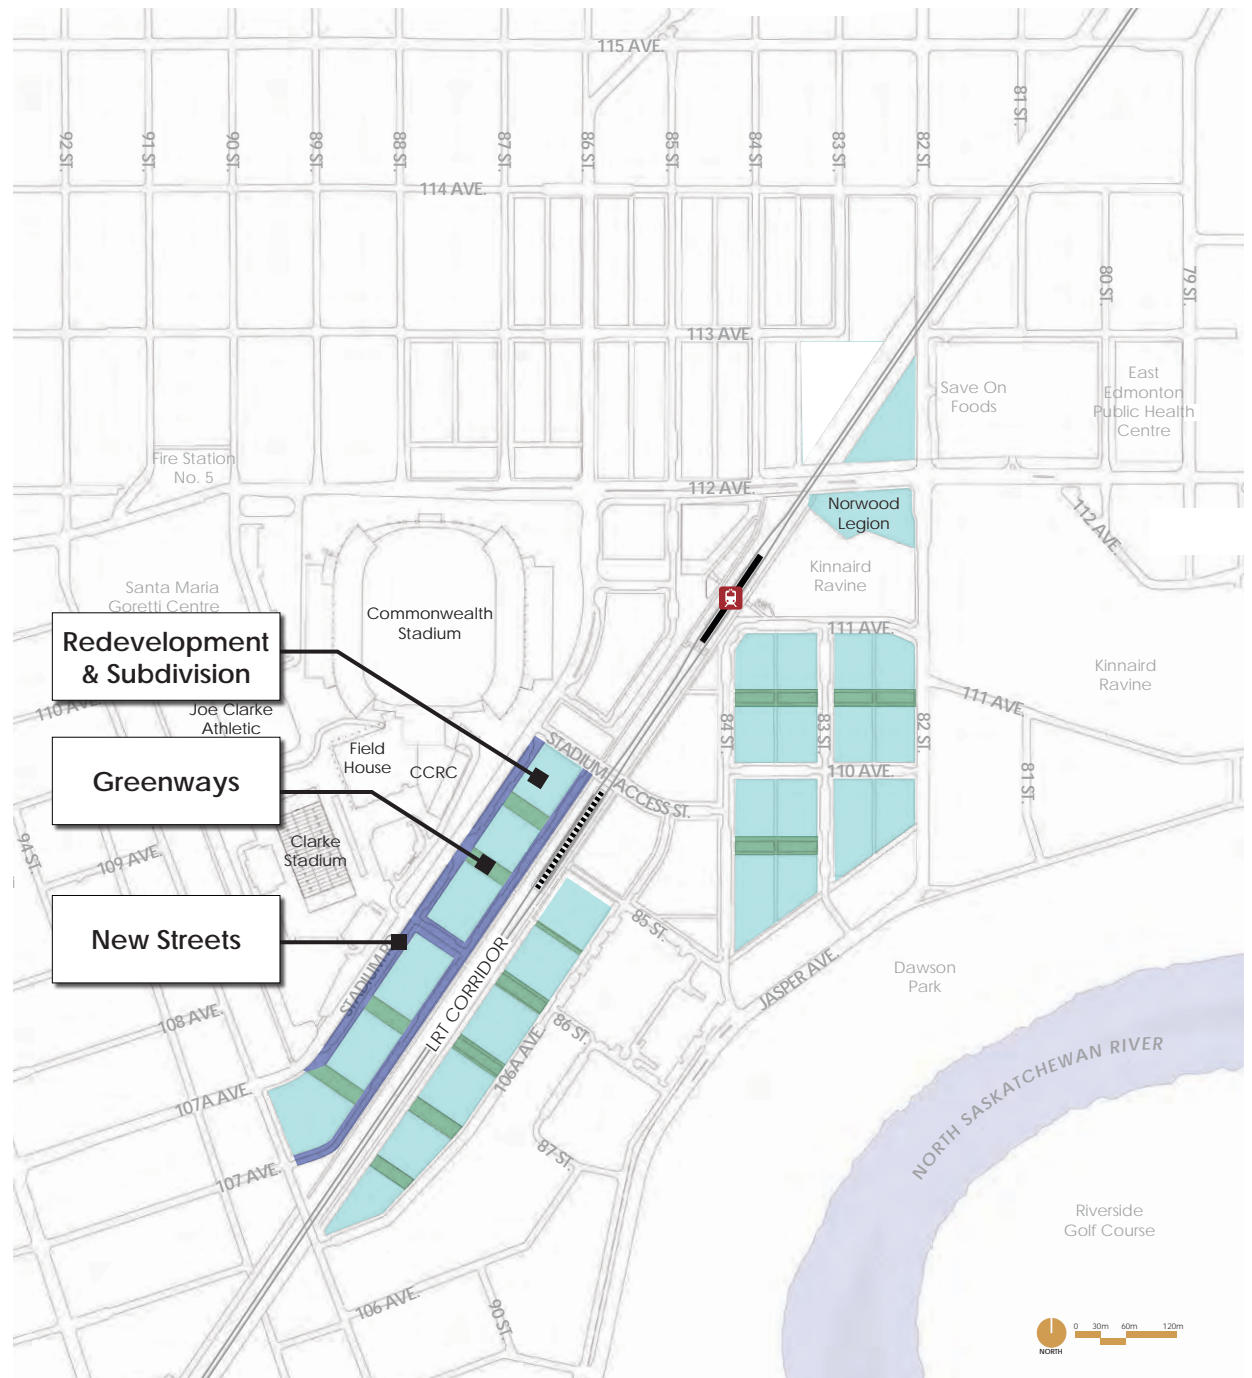 115 AVE.
92 ST.
91 ST.
90 ST.
89 ST.
88 ST.
87 ST.
86 ST.
85 ST.
84 ST.
83 ST.
82 ST.
81 ST.
114 AVE.
80 ST.
79 ST.
113 AVE.
Save On
Foods
East
Edmonton
Public Health
Centre
Fire Station
No. 5
112 AVE.
Norwood
Legion
112 AVE.
Kinnaird
Ravine
Santa Maria
Goretti Centre
Commonwealth
Stadium
Redevelopment
& Subdivision
111 AVE.
Kinnaird
Ravine
110 AVE.
Joe Clarke
Athletic
111 AVE.
84 ST.
83 ST.
82 ST.
Field
House
CCRC
STADIUM ACCESS ST.
Greenways
110 AVE.
81 ST.
94 ST.
109 AVE.
Clarke
Stadium
New Streets
85 ST.
STADIUM R
LRT CORRIDOR
JASPER AVE.
Dawson
Park
108 AVE.
86 ST.
106A AVE.
107A AVE.
NORTH SASKATCHEWAN RIVER
87 ST.
107 AVE.
Riverside
Golf Course
106 AVE.
90 ST.
0 30m 60m 120m
NORTH